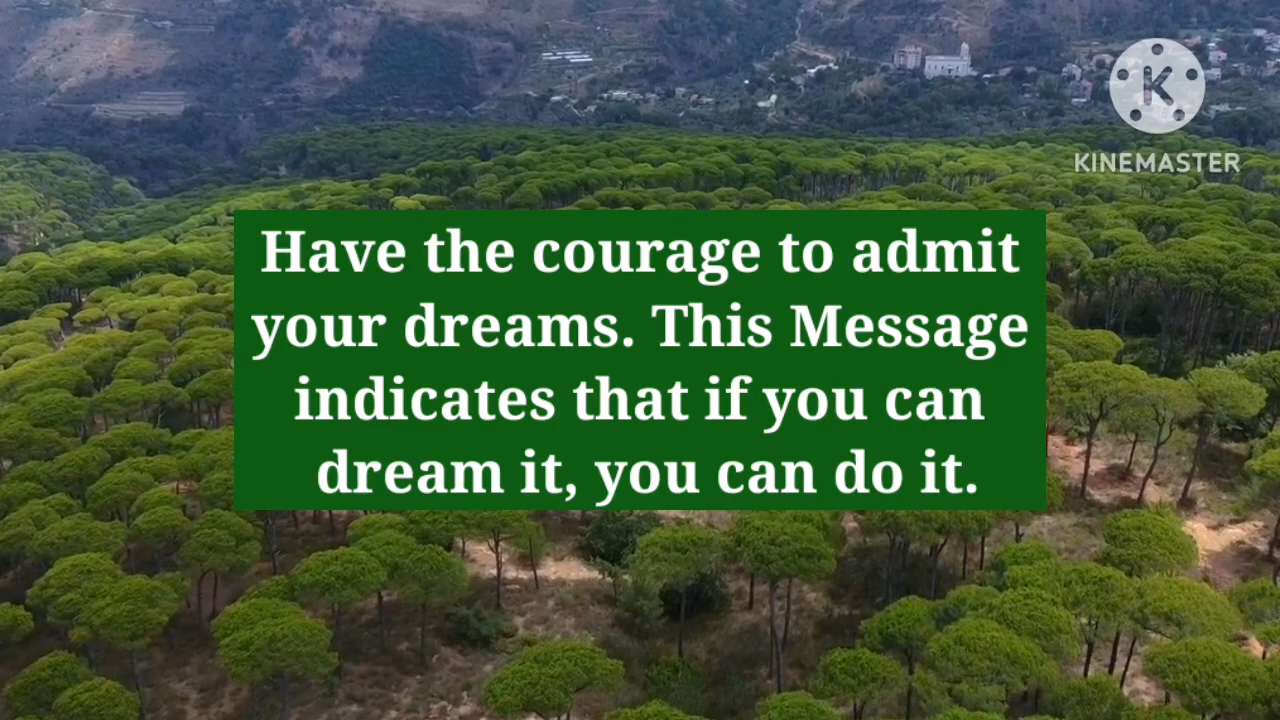 K
KINEMASTER
Have the courage to admit
your dreams. This Message
indicates that if you can
dream it, you can do it.